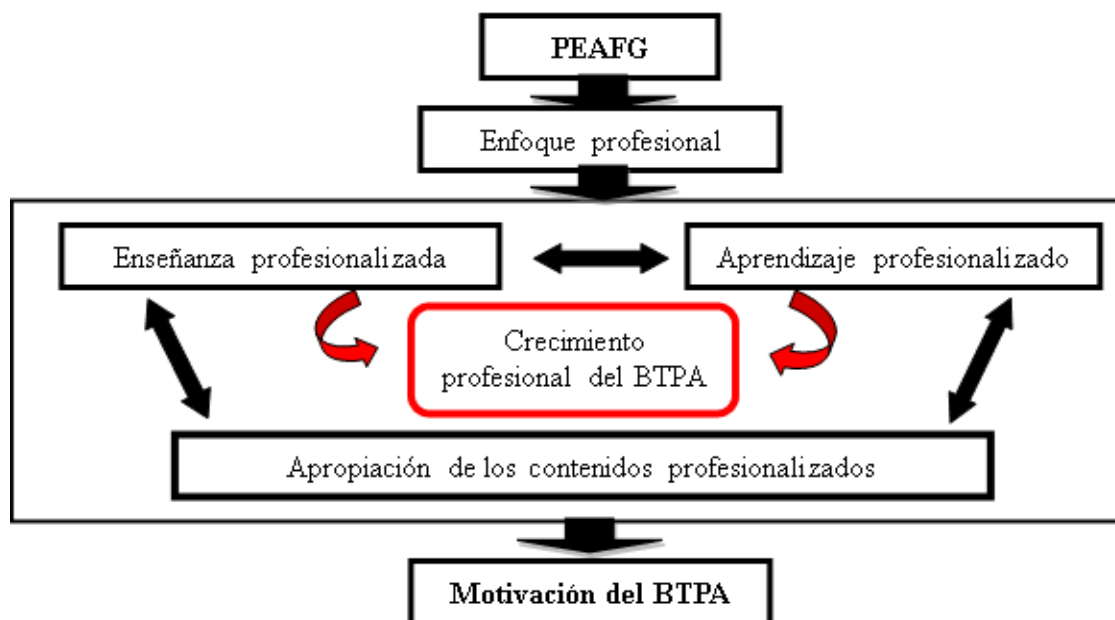 PEAFG
Enfoque profesional
Enseñanza profesionalizada
Aprendizaje profesionalizado
Crecimiento
profesional del BTPA
Apropiación de los contenidos profesionalizados
Motivación del BTPA